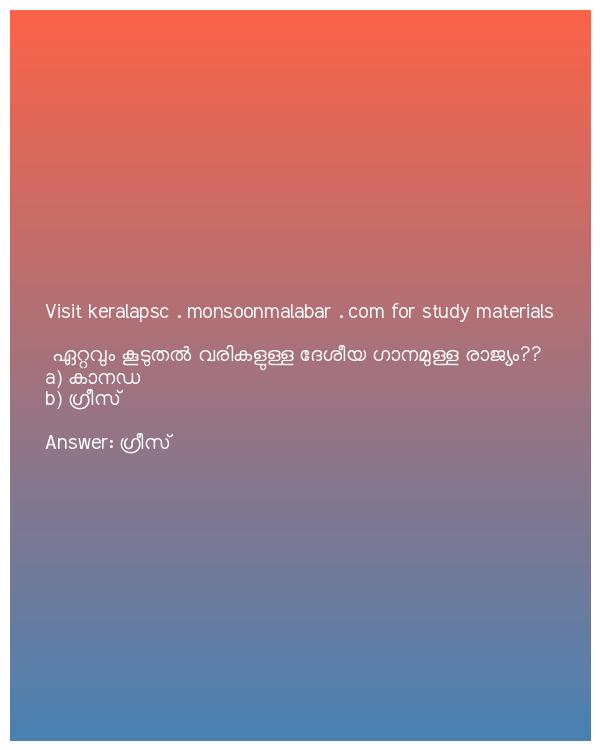 Visit keralapsc . monsoonmalabar . com for study materials
ഏറ്റവും കൂടുതൽ വരികളുള്ള ദേശീയ ഗാനമുള്ള രാജ്യം??
a) കാനഡ
b) ഗ്രീസ്
Answer: ഗ്രീസ്